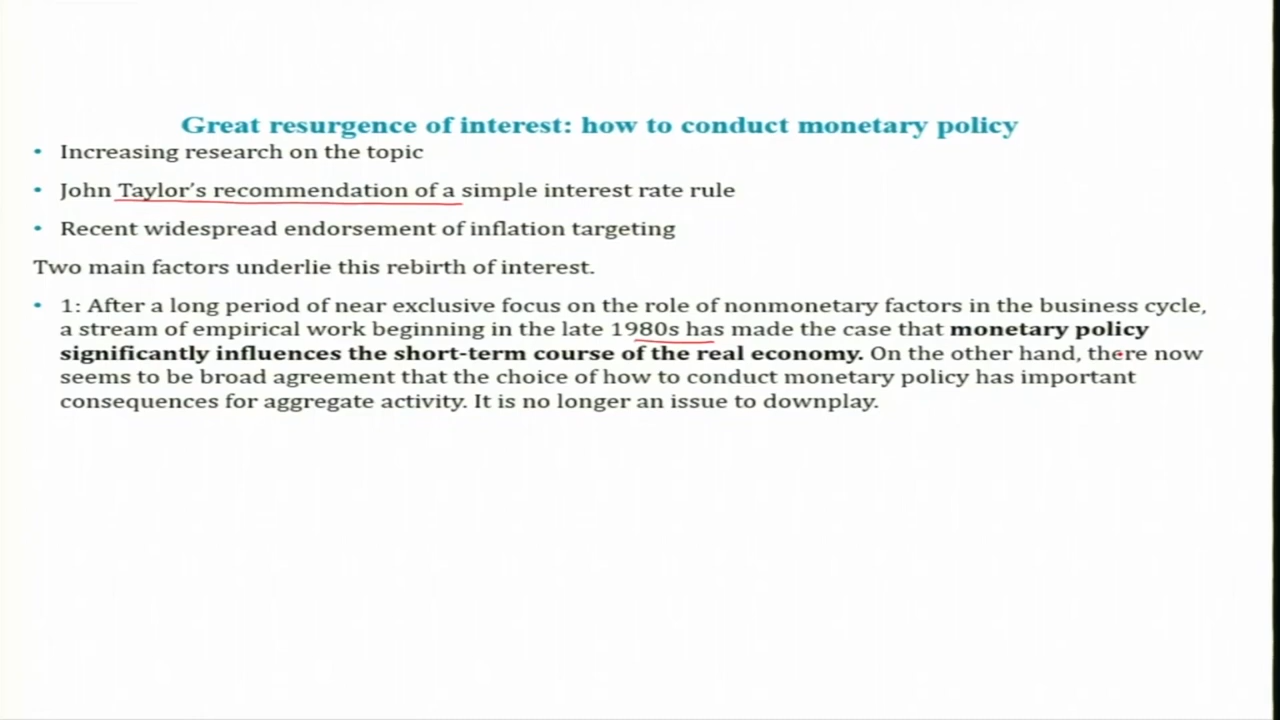 Great resurgence of interest: how to conduct monetary policy
• Increasing research on the topic
• John Taylor's recommendation of a simple interest rate rule
• Recent widespread endorsement of inflation targeting
Two main factors underlie this rebirth of interest.
• 1: After a long period of near exclusive focus on the role of nonmonetary factors in the business cycle,
a stream of empirical work beginning in the late 1980s has made the case that monetary policy
significantly influences the short-term course of the real economy. On the other hand, there now
seems to be broad agreement that the choice of how to conduct monetary policy has important
consequences for aggregate activity. It is no longer an issue to downplay.